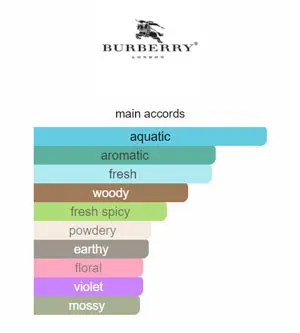 BURBERRY®
LONDON
main accords
aquatic
aromatic
fresh
woody
fresh spicy
powdery
earthy
floral
violet
mossy